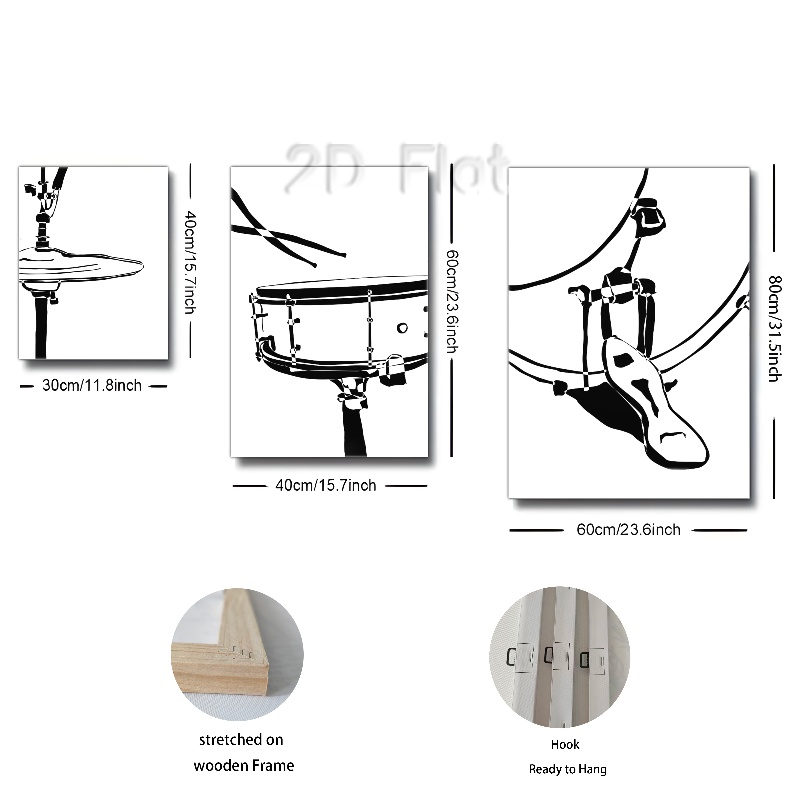 2D Flat
40cm/15.7inch
30cm/11.8inch
60cm/23.6inch
40cm/15.7inch
80cm/31.5inch
60cm/23.6inch
stretched on
wooden Frame
Hook
Ready to Hang